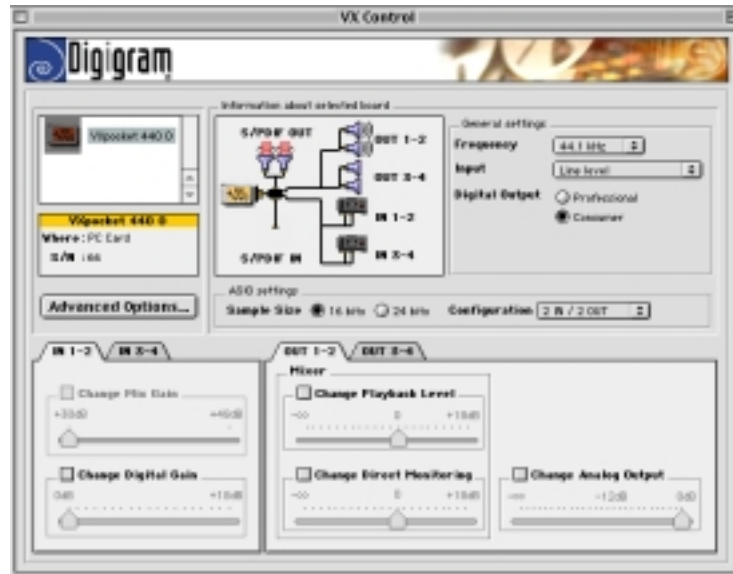 VX Control
Digigram
Information about selected board
VXpocket 440 0
VXpocket 440 0
Where : PC Card
S/N : 66
Advanced Options...
S/PDIF OUT
OUT 1-2
OUT 3-4
IN 1-2
IN 3-4
S/PDIF IN
General settings
Frequency 44.1 kHz
Input Line level
Digital Output Professional
Consumer
ASIO settings
Sample Size 16 bits 24 bits Configuration 2 IN / 2 OUT
IN 1-2 IN 3-4
Change Mic Gain
+30dB +46dB
Change Digital Gain
0dB +18dB
OUT 1-2 OUT 3-4
Mixer
Change Playback Level
-∞ 0 +18dB
Change Direct Monitoring
-∞ 0 +18dB
Change Analog Output
-∞ -12dB 0dB